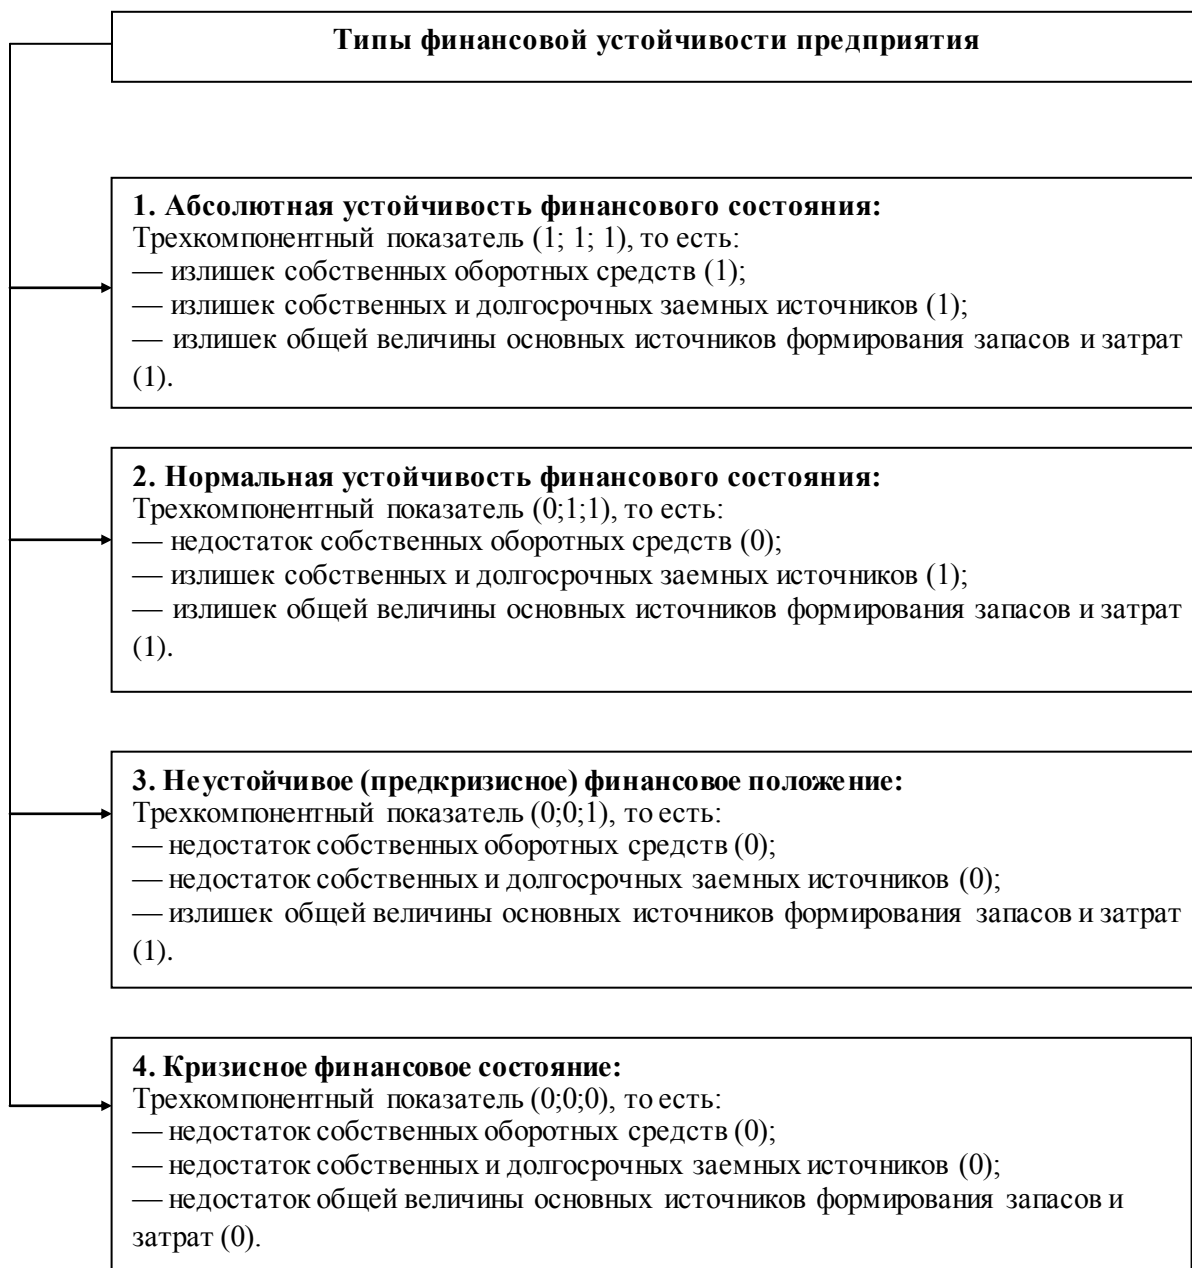 Типы финансовой устойчивости предприятия
1. Абсолютная устойчивость финансового состояния:
Трехкомпонентный показатель (1; 1; 1), то есть:
— излишек собственных оборотных средств (1);
— излишек собственных и долгосрочных заемных источников (1);
— излишек общей величины основных источников формирования запасов и затрат
(1).
2. Нормальная устойчивость финансового состояния:
Трехкомпонентный показатель (0;1;1), то есть:
— недостаток собственных оборотных средств (0);
— излишек собственных и долгосрочных заемных источников (1);
— излишек общей величины основных источников формирования запасов и затрат
(1).
3. Неустойчивое (предкризисное) финансовое положение:
Трехкомпонентный показатель (0;0;1), то есть:
— недостаток собственных оборотных средств (0);
— недостаток собственных и долгосрочных заемных источников (0);
— излишек общей величины основных источников формирования запасов и затрат
(1).
4. Кризисное финансовое состояние:
Трехкомпонентный показатель (0;0;0), то есть:
— недостаток собственных оборотных средств (0);
— недостаток собственных и долгосрочных заемных источников (0);
— недостаток общей величины основных источников формирования запасов и
затрат (0).